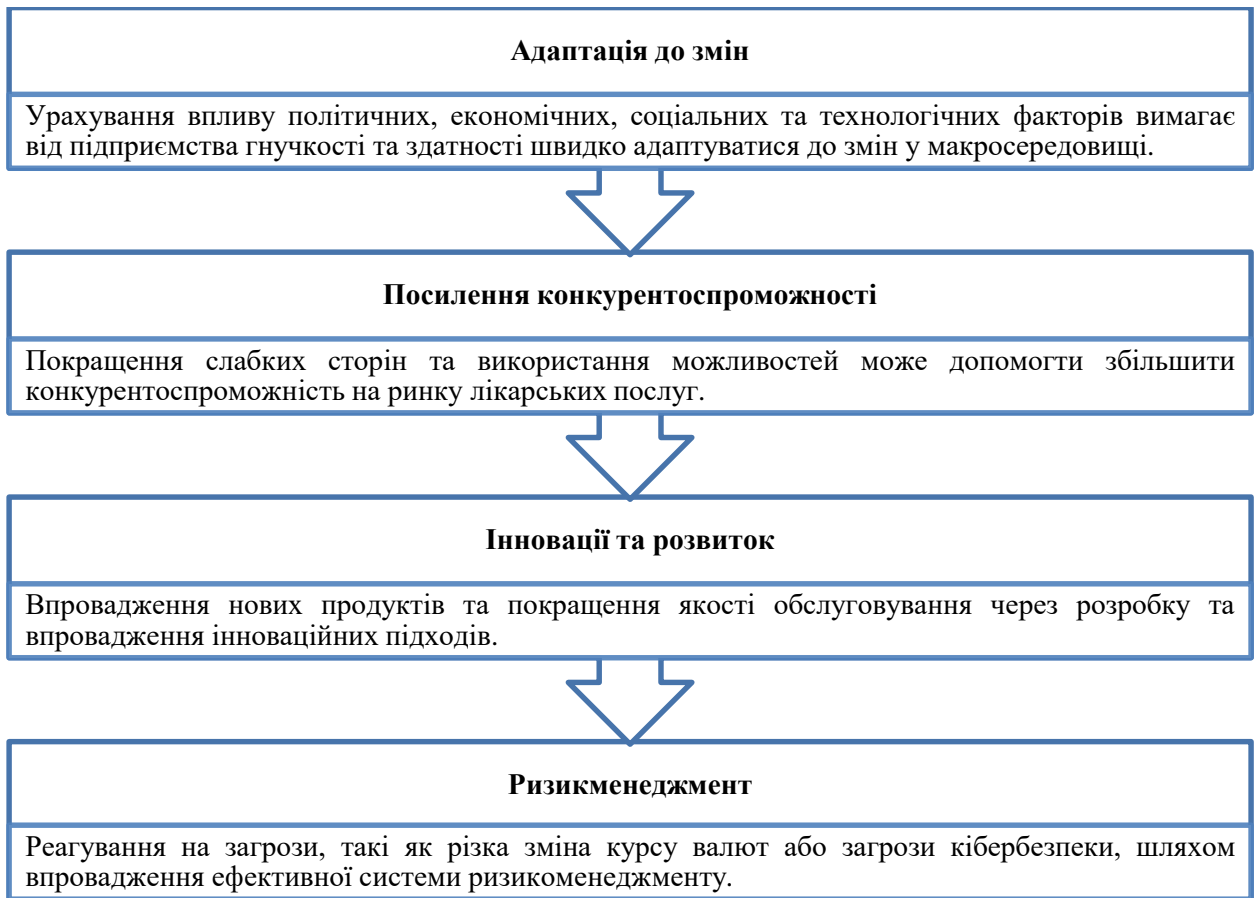 Адаптація до змін
Урахування впливу політичних, економічних, соціальних та технологічних факторів вимагає
від підприємства гнучкості та здатності швидко адаптуватися до змін у макросередовищі.
Посилення конкурентоспроможності
Покращення слабких сторін та використання можливостей може допомогти збільшити
конкурентоспроможність на ринку лікарських послуг.
Інновації та розвиток
Впровадження нових продуктів та покращення якості обслуговування через розробку та
впровадження інноваційних підходів.
Ризикменеджмент
Реагування на загрози, такі як різка зміна курсу валют або загрози кібербезпеки, шляхом
впровадження ефективної системи ризикоменеджменту.